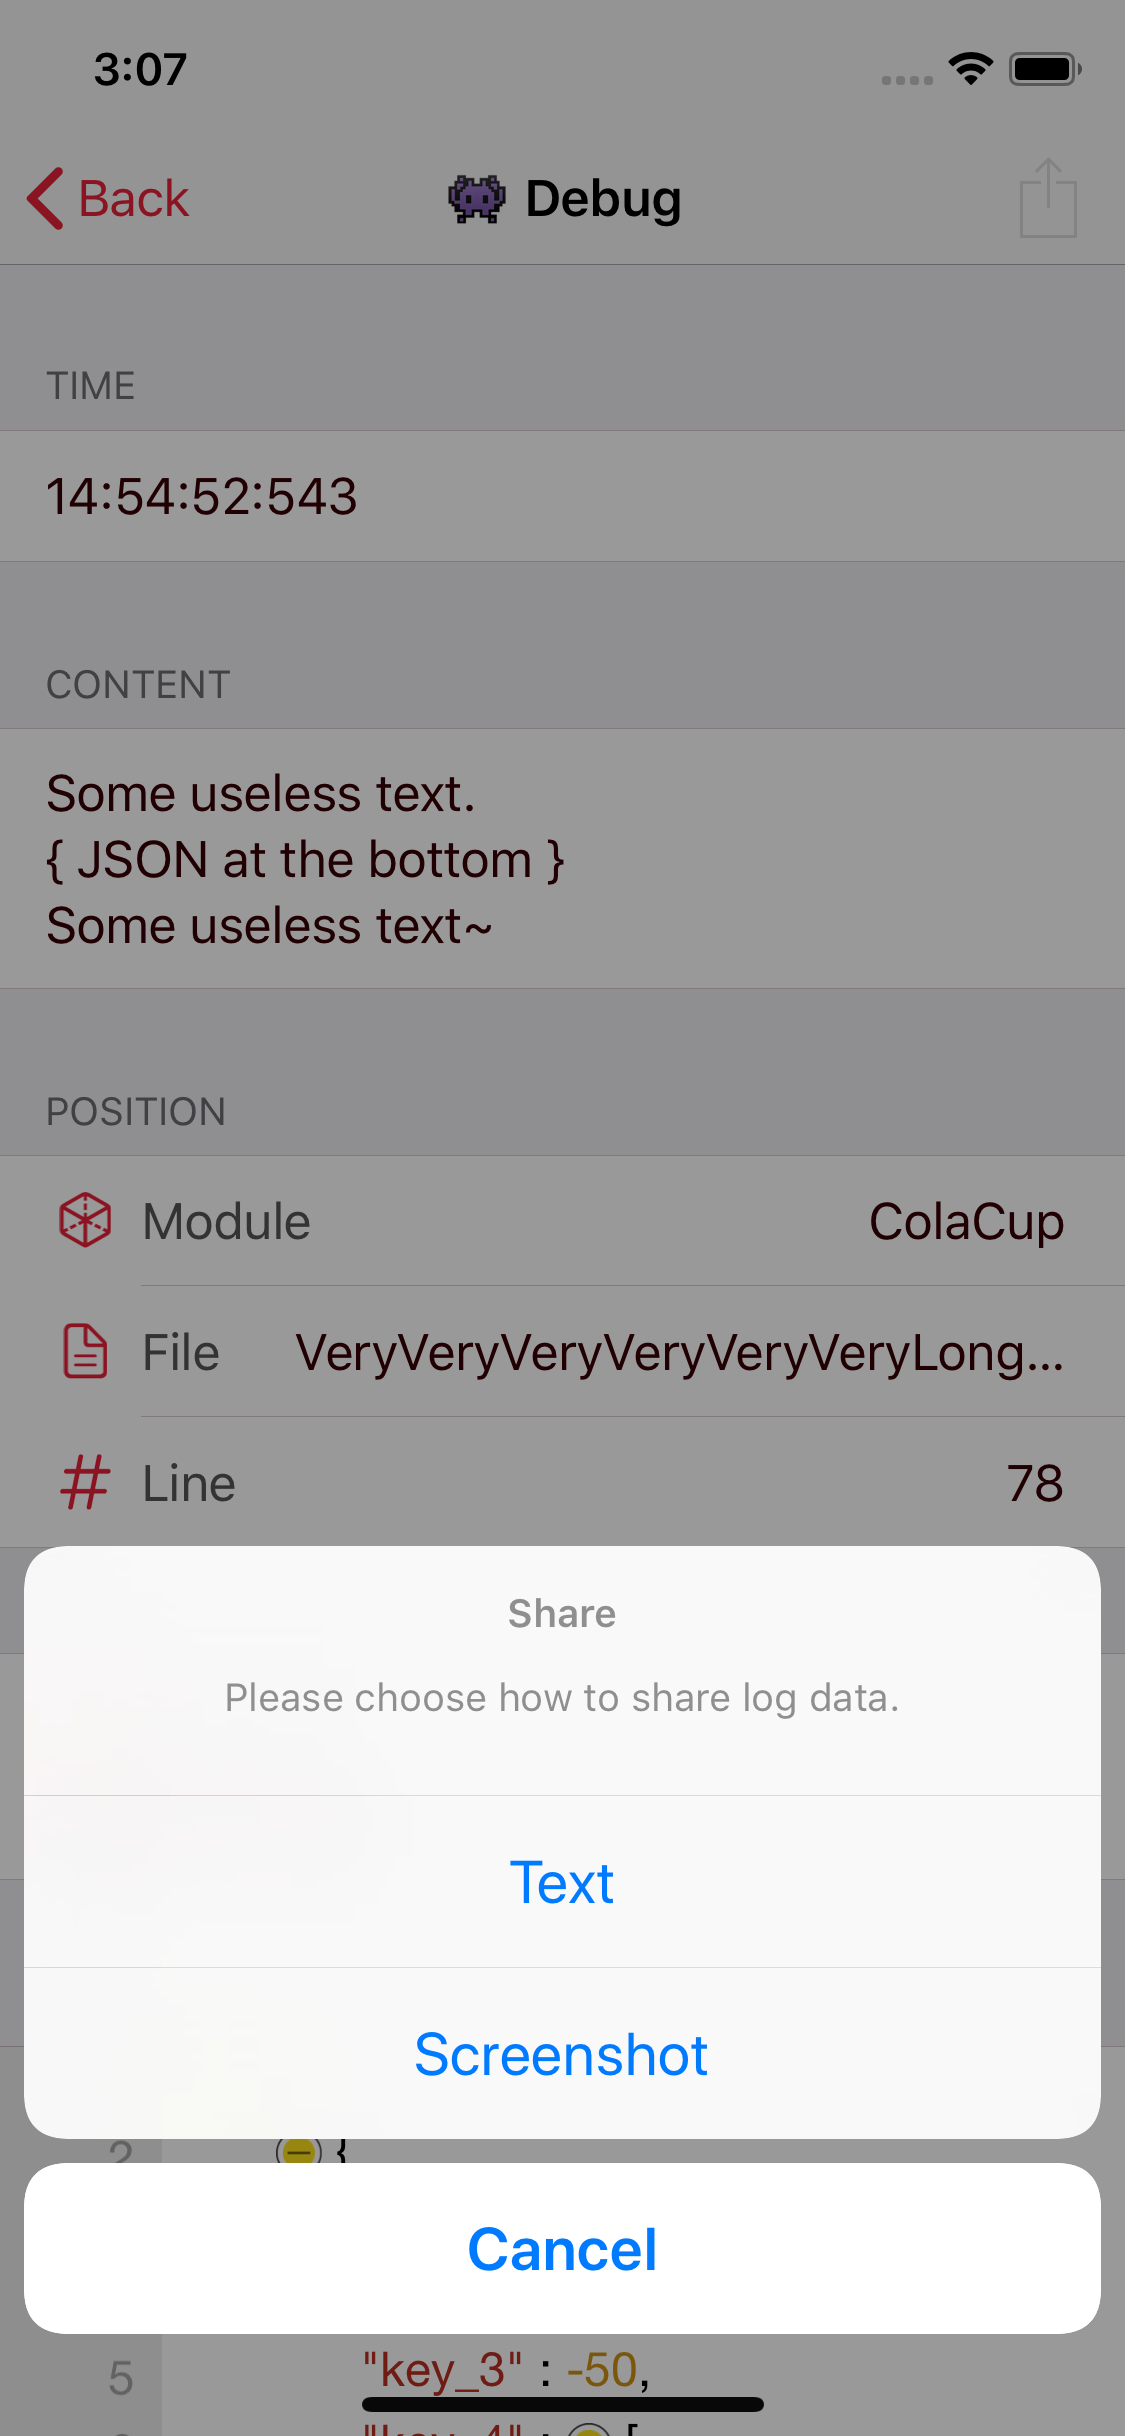 3:07
Back
Debug
TIME
14:54:52:543
CONTENT
Some useless text.
{ JSON at the bottom }
Some useless text~
POSITION
Module ColaCup
File VeryVeryVeryVeryVeryVeryLong...
Line 78
Share
Please choose how to share log data.
Text
Screenshot
2 {
Cancel
5 "key_3" : -50,
"key_4" : [